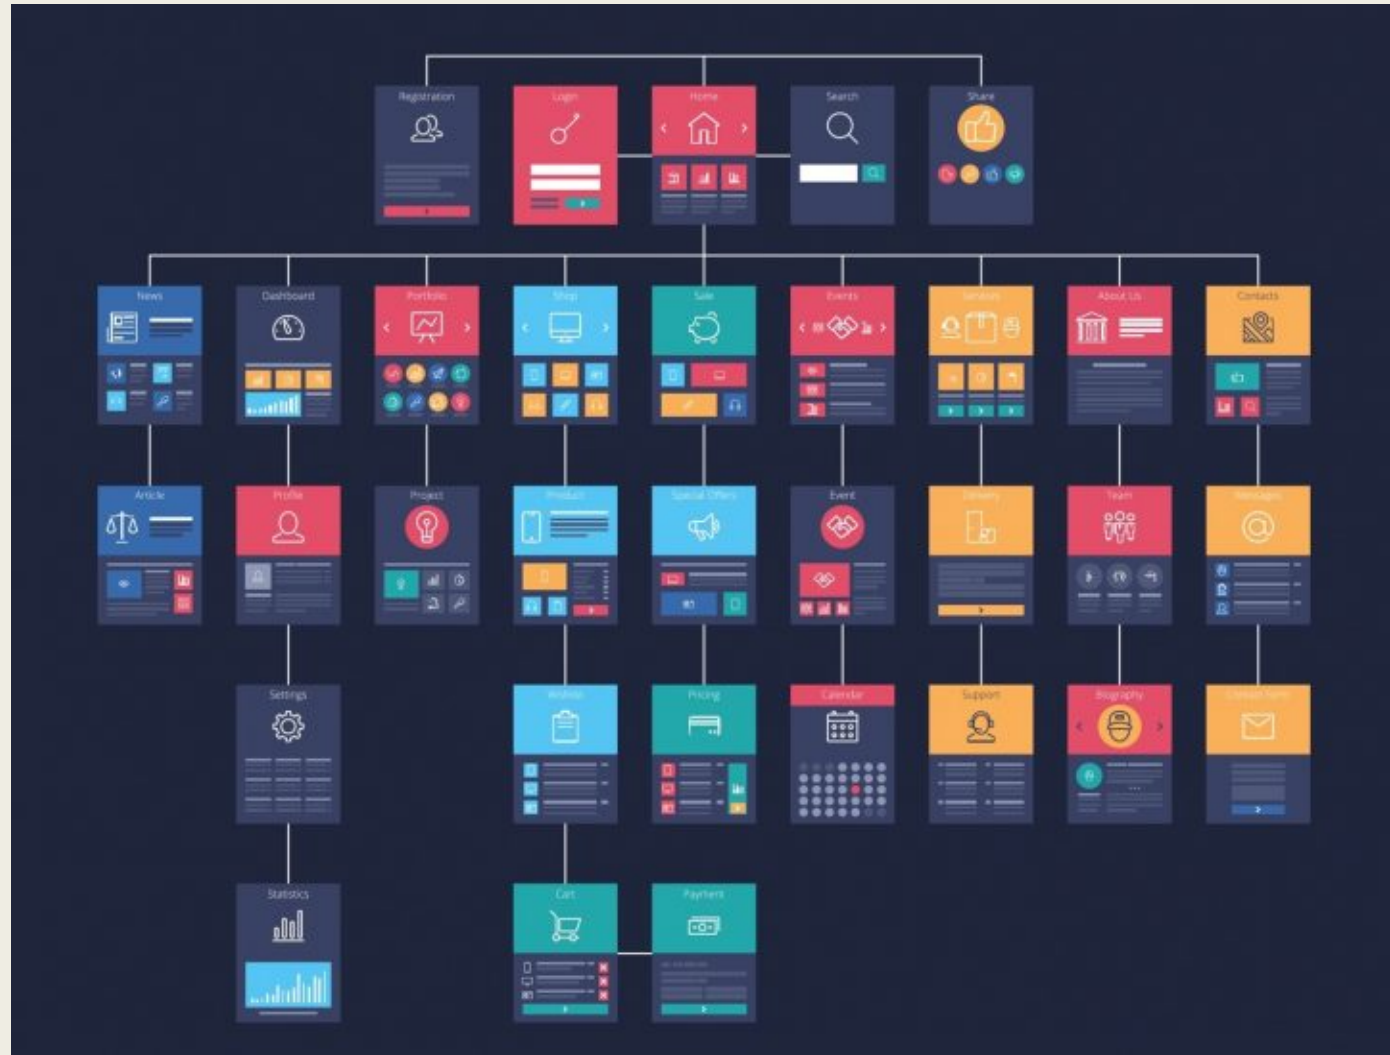 Registration
Login
Home
Search
Share
News
Dashboard
Portfolio
Shop
Sale
Events
Services
About Us
Contacts
Article
Profile
Project
Product
Special Offers
Event
Delivery
Team
Messages
Settings
Wishlist
Pricing
Calendar
Support
Biography
Contact Form
Statistics
Cart
Payment